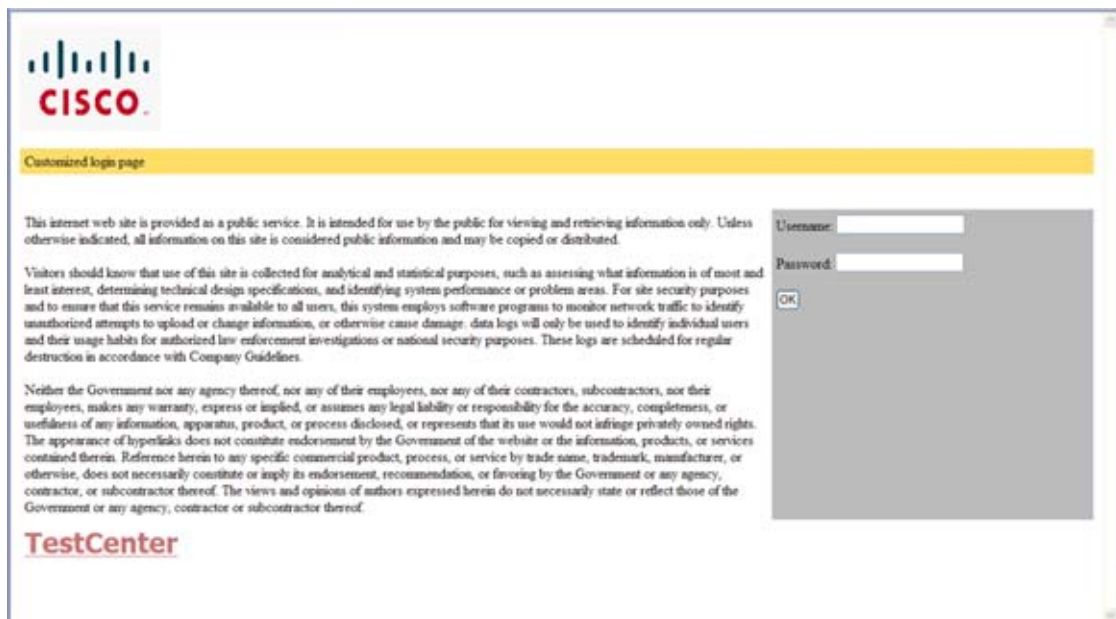 CISCO.
Customized login page
This internet web site is provided as a public service. It is intended for use by the public for viewing and retrieving information only. Unless
otherwise indicated, all information on this site is considered public information and may be copied or distributed.
Visitors should know that use of this site is collected for analytical and statistical purposes, such as assessing what information is of most and
least interest, determining technical design specifications, and identifying system performance or problem areas. For site security purposes
and to ensure that this service remains available to all users, this system employs software programs to monitor network traffic to identify
unauthorized attempts to upload or change information, or otherwise cause damage. data logs will only be used to identify individual users
and their usage habits for authorized law enforcement investigations or national security purposes. These logs are scheduled for regular
destruction in accordance with Company Guidelines.
Neither the Government nor any agency thereof, nor any of their employees, nor any of their contractors, subcontractors, nor their
employees, makes any warranty, express or implied, or assumes any legal liability or responsibility for the accuracy, completeness, or
usefulness of any information, apparatus, product, or process disclosed, or represents that its use would not infringe privately owned rights.
The appearance of hyperlinks does not constitute endorsement by the Government of the website or the information, products, or services
contained therein. Reference herein to any specific commercial product, process, or service by trade name, trademark, manufacturer, or
otherwise, does not necessarily constitute or imply its endorsement, recommendation, or favoring by the Government or any agency,
contractor, or subcontractor thereof. The views and opinions of authors expressed herein do not necessarily state or reflect those of the
Government or any agency, contractor or subcontractor thereof.
TestCenter
Username:
Password:
OK